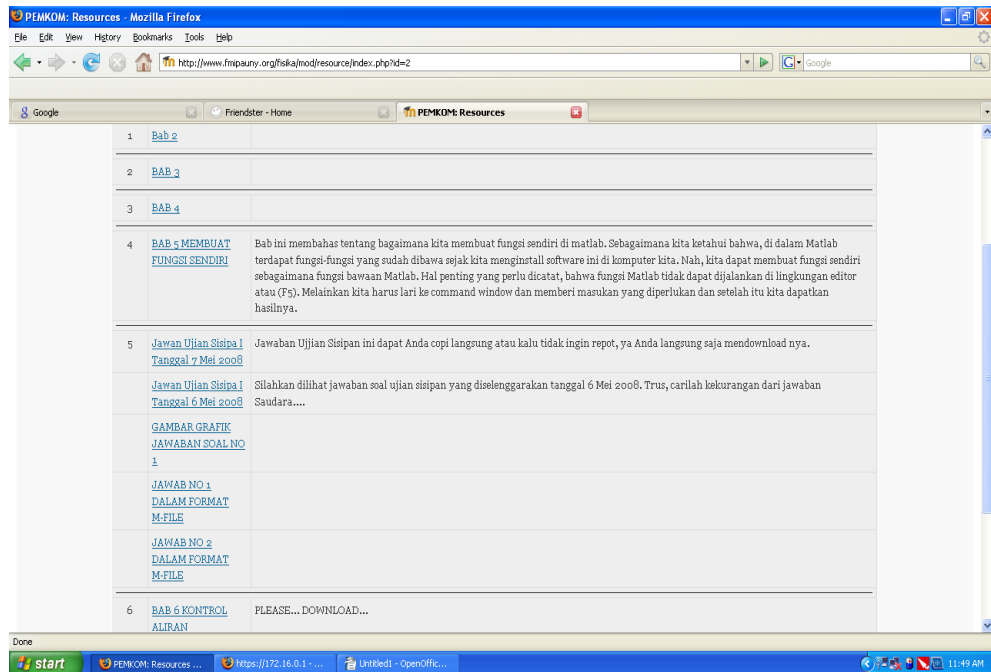 PEMKOM: Resources - Mozilla Firefox
File Edit View History Bookmarks Tools Help
http://www.fmipauny.org/fisika/mod/resource/index.php?id=2
G Google
Google
Friendster - Home
PEMKOM: Resources
1 Bab 2
2 BAB 3
3 BAB 4
4 BAB 5 MEMBUAT Bab ini membahas tentang bagaimana kita membuat fungsi sendiri di matlab. Sebagaimana kita ketahui bahwa, di dalam Matlab
FUNGSI SENDIRI terdapat fungsi-fungsi yang sudah dibawa sejak kita menginstall software ini di komputer kita. Nah, kita dapat membuat fungsi sendiri
sebagaimana fungsi bawaan Matlab. Hal penting yang perlu dicatat, bahwa fungsi Matlab tidak dapat dijalankan di lingkungan editor
atau (F5). Melainkan kita harus lari ke command window dan memberi masukan yang diperlukan dan setelah itu kita dapatkan
hasilnya.
5 Jawan Ujian Sisipa I Jawaban Ujjian Sisipan ini dapat Anda copi langsung atau kalu tidak ingin repot, ya Anda langsung saja mendownload nya.
Tanggal 7 Mei 2008
Jawan Ujian Sisipa I Silahkan dilihat jawaban soal ujian sisipan yang diselenggarakan tanggal 6 Mei 2008. Trus, carilah kekurangan dari jawaban
Tanggal 6 Mei 2008 Saudara....
GAMBAR GRAFIK
JAWABAN SOAL NO
1
JAWAB NO 1
DALAM FORMAT
M-FILE
JAWAB NO 2
DALAM FORMAT
M-FILE
6 BAB 6 KONTROL PLEASE... DOWNLOAD...
ALIRAN
Done
start
PEMKOM: Resources ...
https://172.16.0.1 - ...
Untitled1 - OpenOffic...
11:49 AM